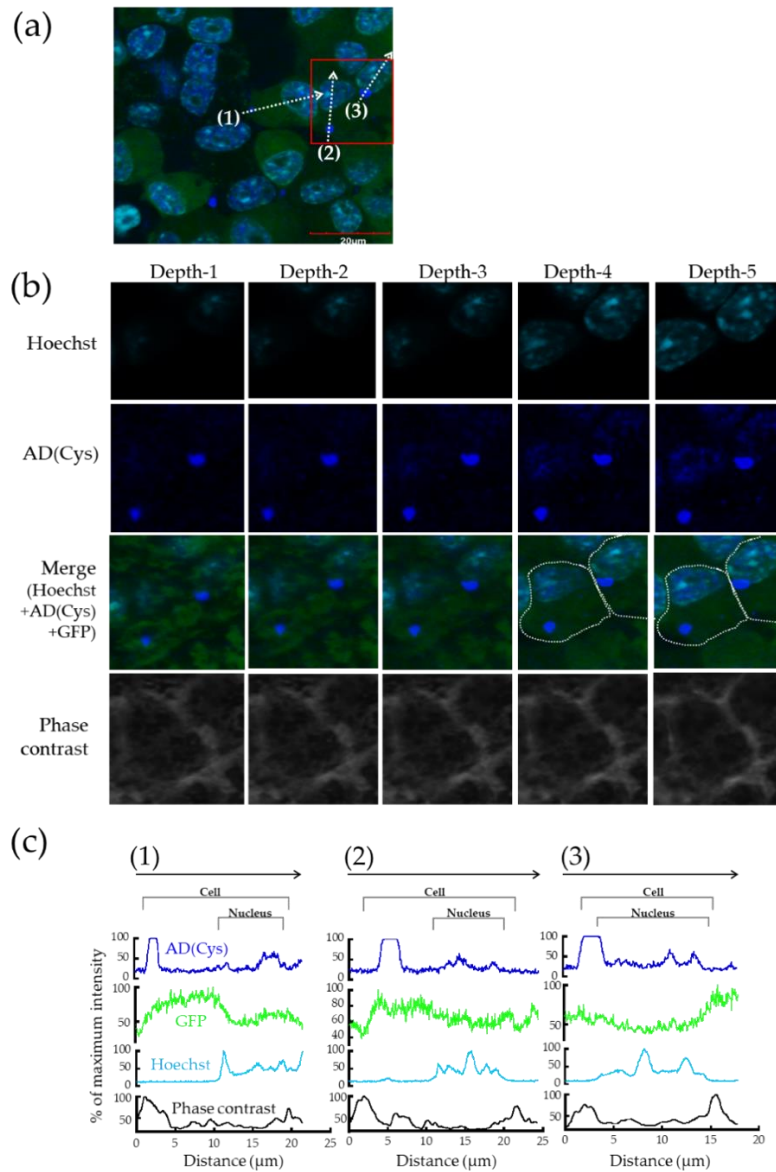 (a)
(1)
(2)
(3)
20μm
(b)
Depth-1 Depth-2 Depth-3 Depth-4 Depth-5
Hoechst
AD(Cys)
Merge
(Hoechst
+AD(Cys)
+GFP)
Phase
contrast
(c)
(1) (2) (3)
Cell Cell Cell
Nucleus Nucleus Nucleus
% of maximum intensity
100 100 100
50 50 50
0 0 0
AD(Cys)
100 100 100
80
60
50 40 50
GFP
100 100 100
50 50 50
0 0 0
Hoechst
100 100 100
50 50 50
Phase contrast
0 5 10 15 20 25 0 5 10 15 20 25 0 5 10 15 20
Distance (μm) Distance (μm) Distance (μm)